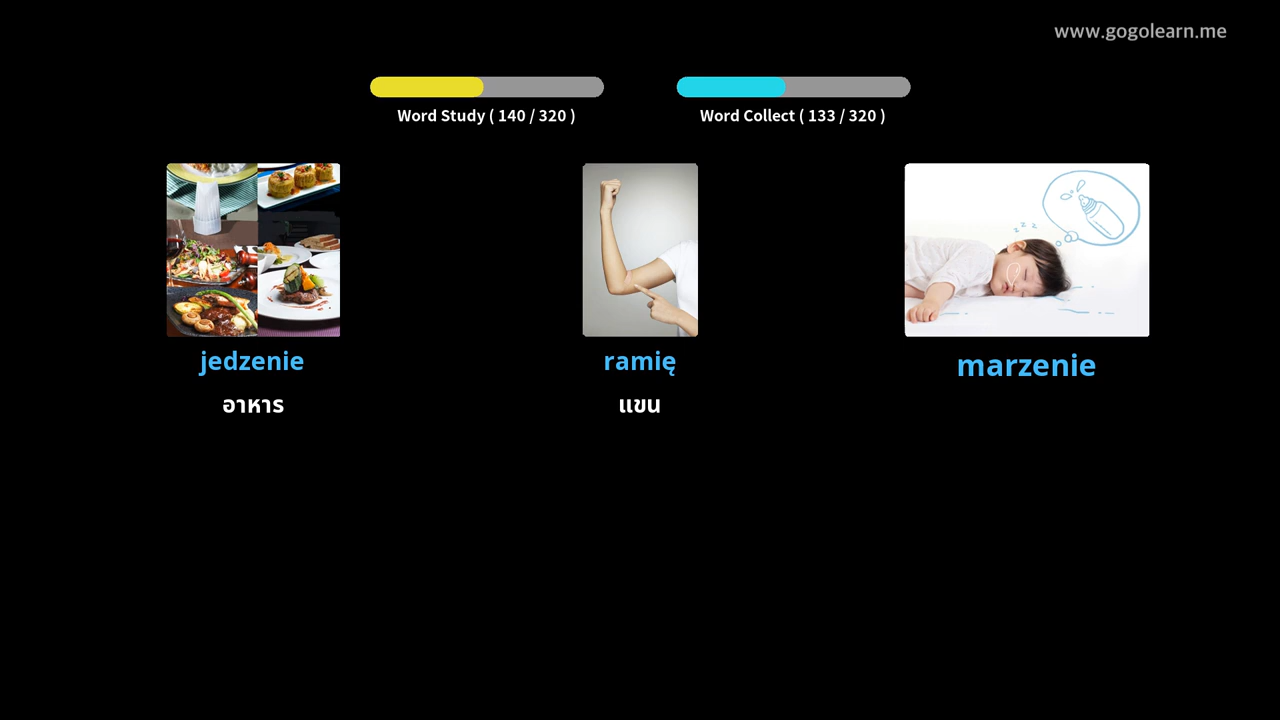 www.gogolearn.me
Word Study ( 140 / 320 )
Word Collect ( 133 / 320 )
jedzenie
อาหาร
ramię
แขน
marzenie
z z z